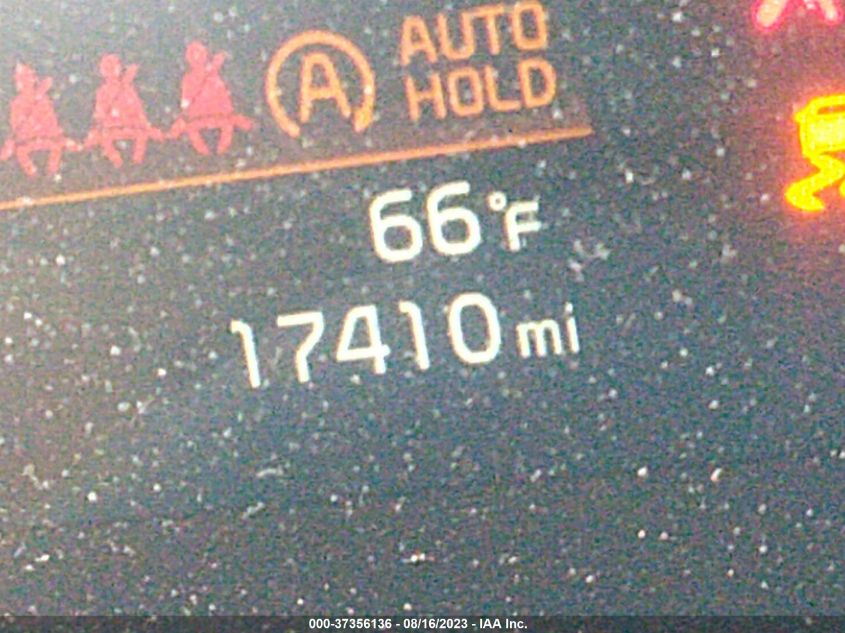 A AUTO
HOLD
66°F
17410 mi
000-37356136 - 08/16/2023 - IAA Inc.